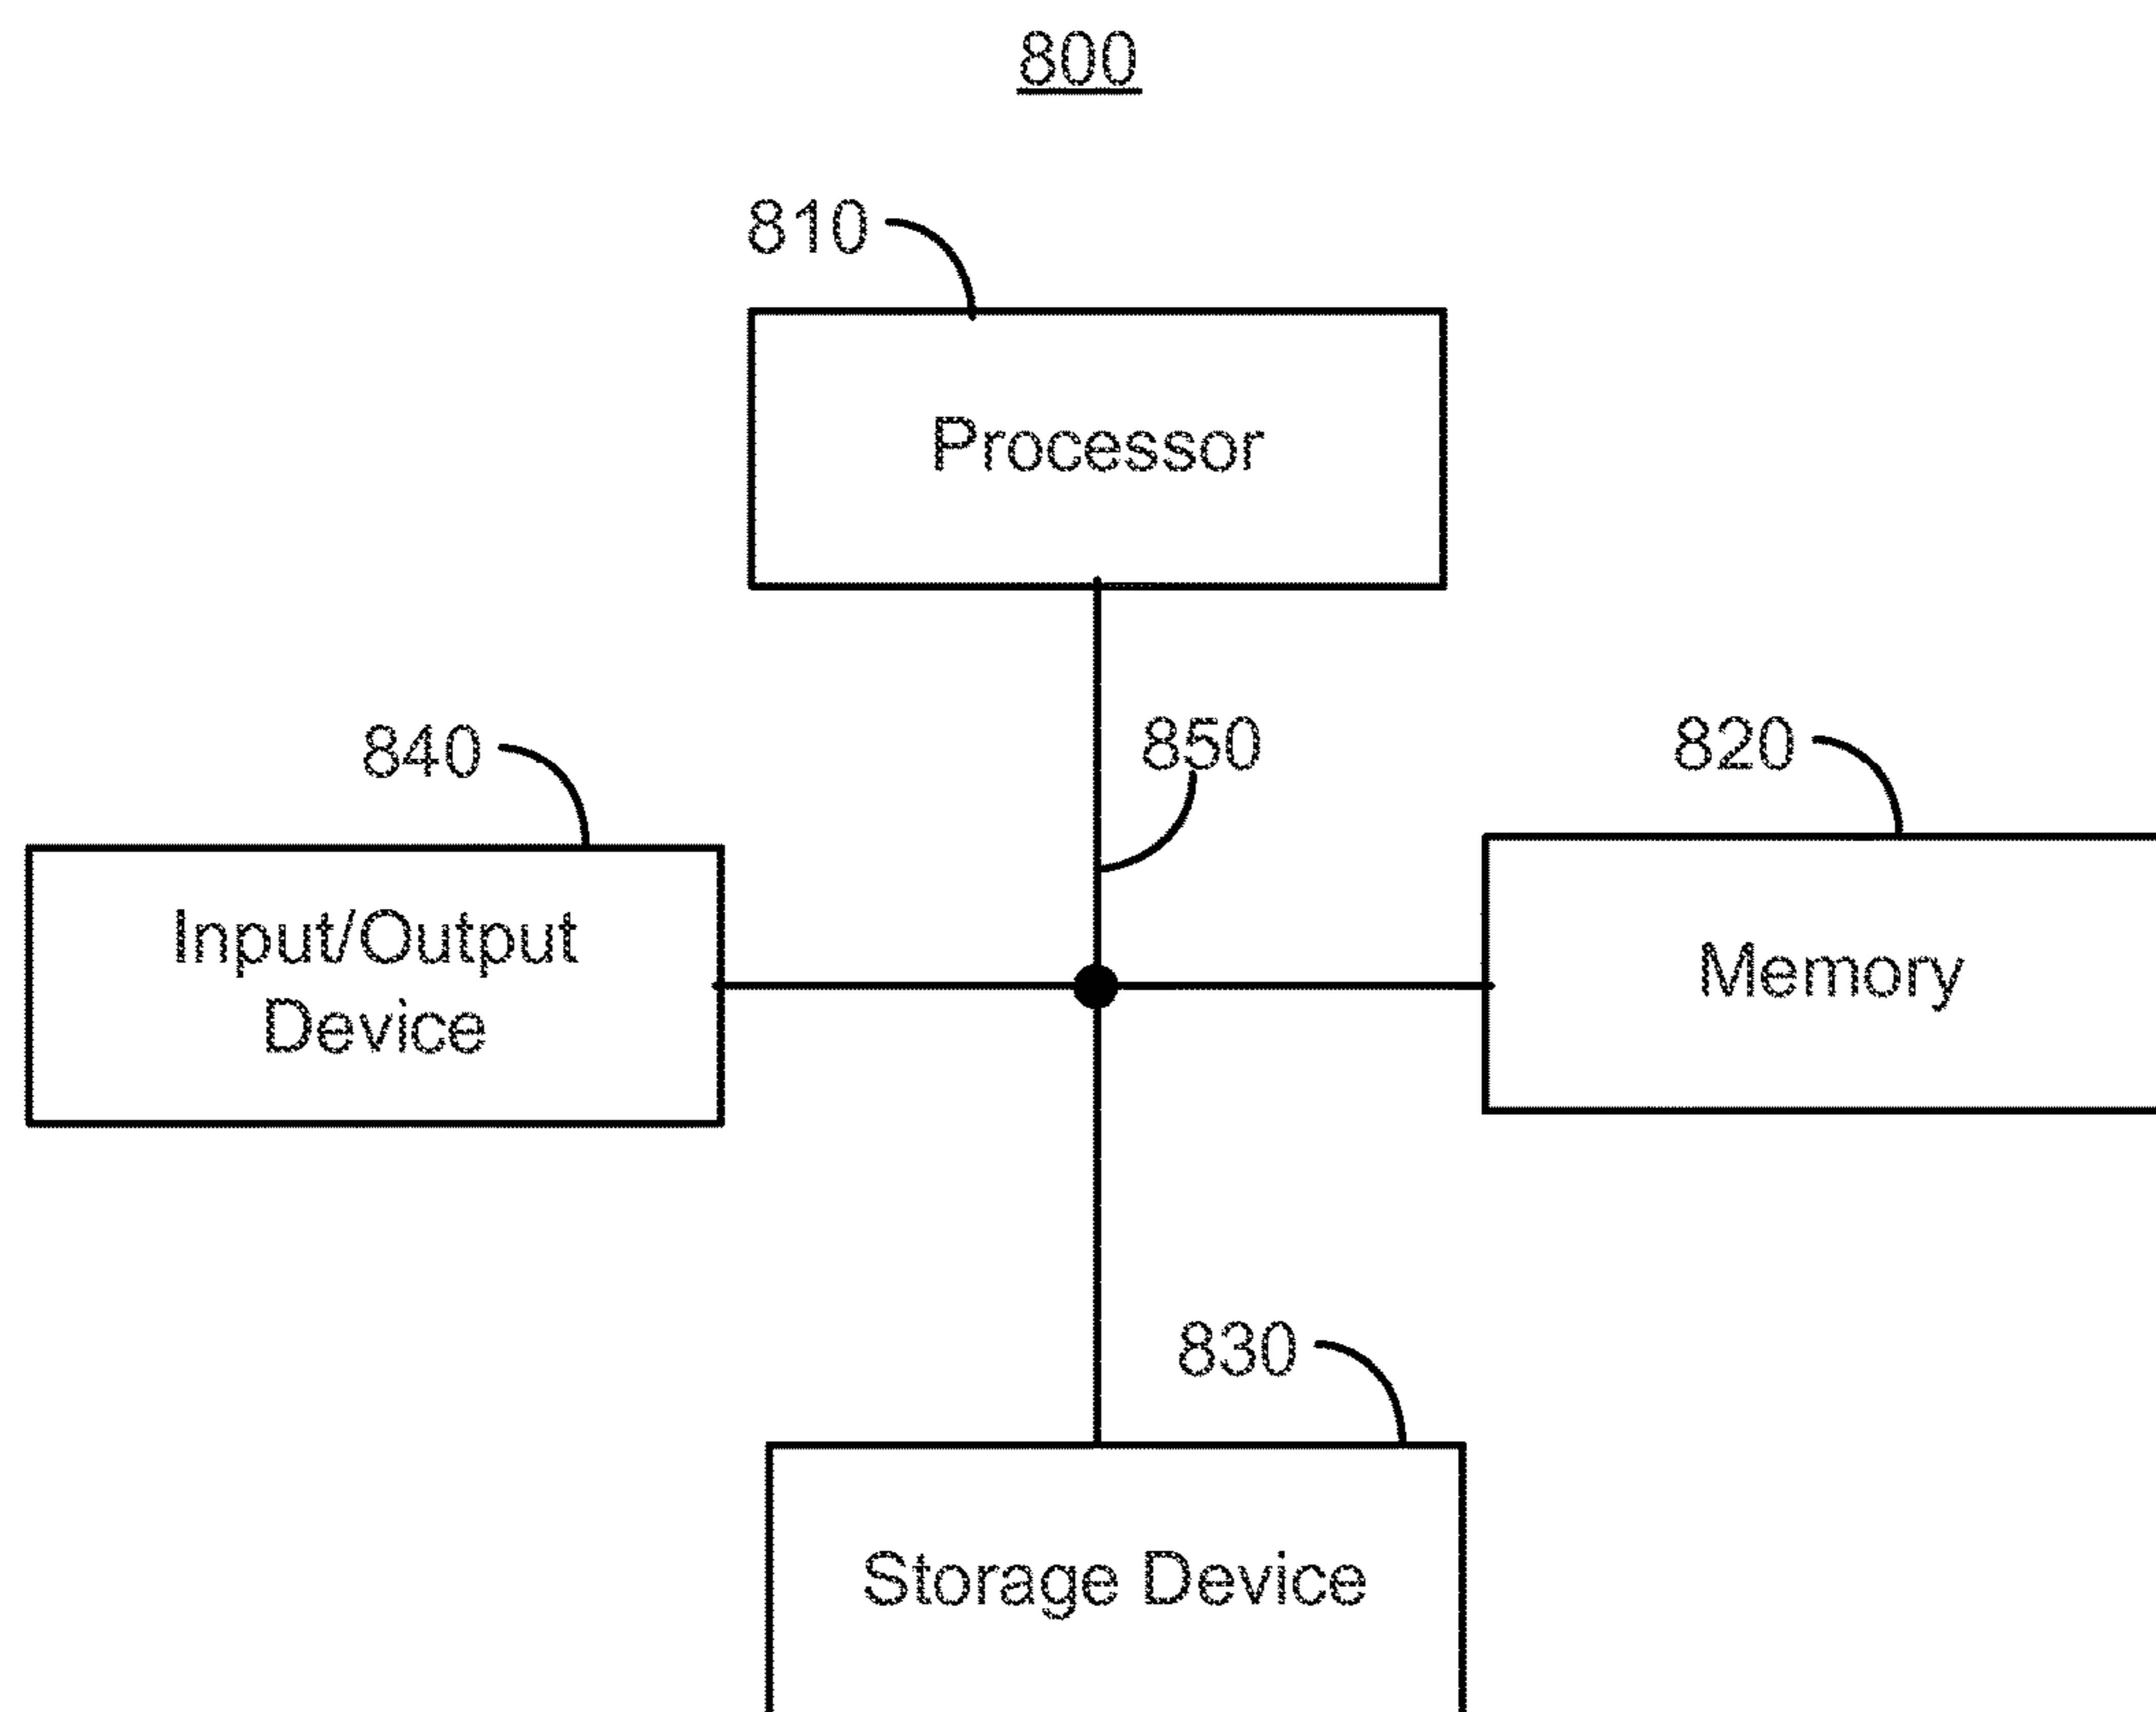 800
810
Processor
840
850
820
Input/Output
Device
Memory
830
Storage Device